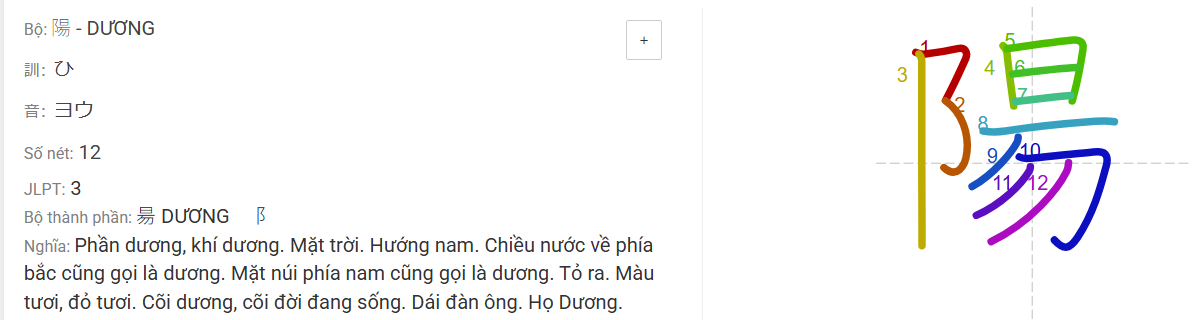 Bộ: 陽 - DƯƠNG
+
訓: ひ
音: ヨウ
Số nét: 12
JLPT: 3
Bộ thành phần: 昜 DƯƠNG 阝
Nghĩa: Phần dương, khí dương. Mặt trời. Hướng nam. Chiều nước về phía
bắc cũng gọi là dương. Mặt núi phía nam cũng gọi là dương. Tỏ ra. Màu
tươi, đỏ tươi. Cõi dương, cõi đời đang sống. Dái đàn ông. Họ Dương.
陽
1 2 3 4 5 6 7 8 9 10 11 12